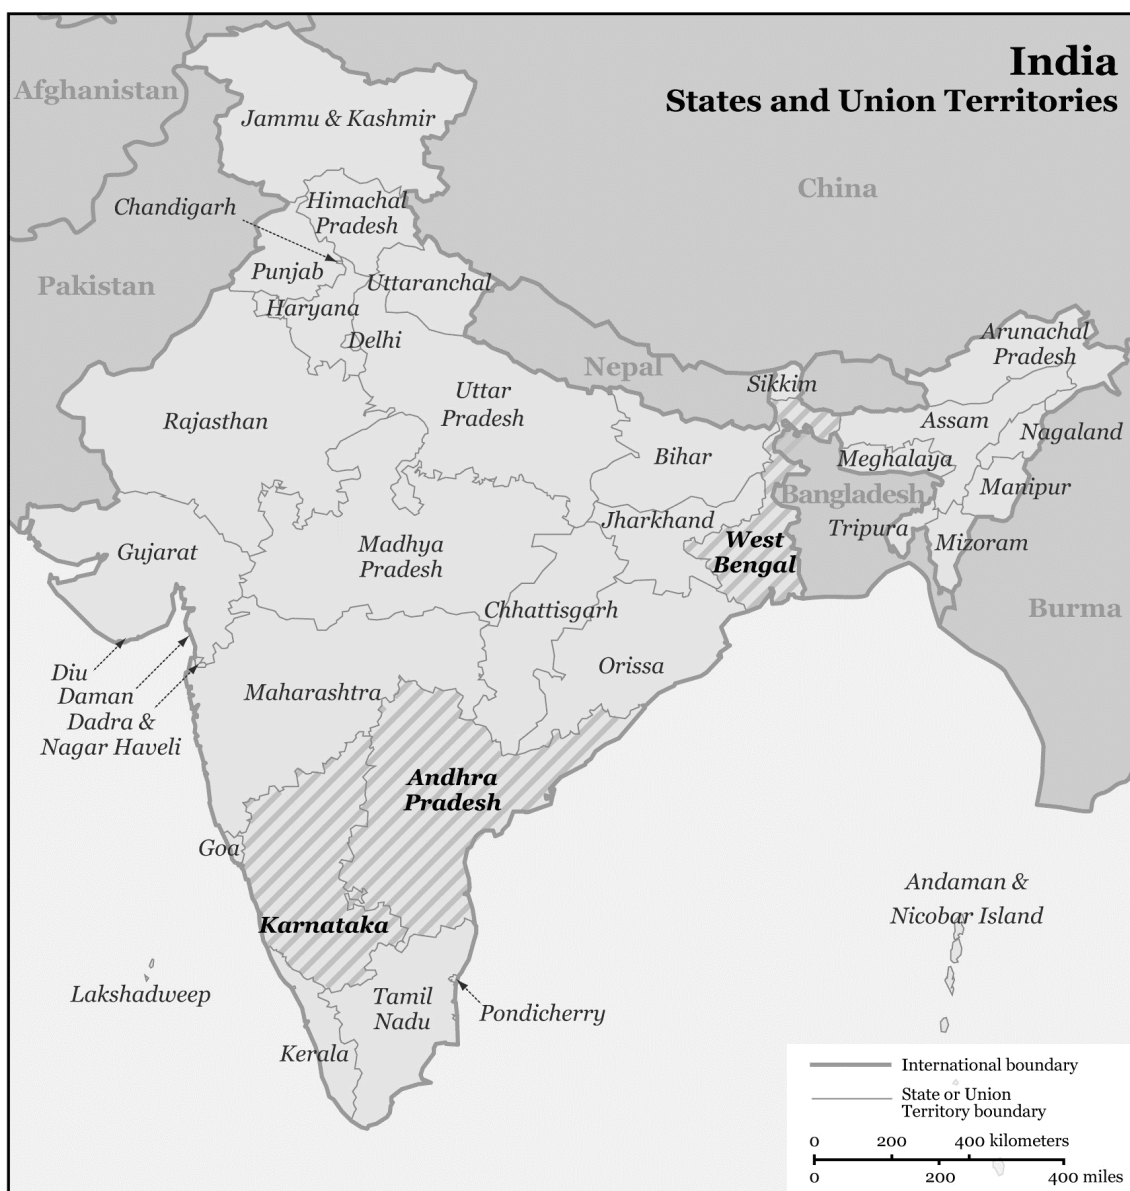 India
States and Union Territories
Afghanistan
Jammu & Kashmir
China
Chandigarh
Himachal
Pradesh
Pakistan
Punjab
Uttaranchal
Haryana
Delhi
Nepal
Sikkim
Arunachal
Pradesh
Rajasthan
Uttar
Pradesh
Assam
Nagaland
Bihar
Meghalaya
Manipur
Bangladesh
Gujarat
Madhya
Pradesh
Jharkhand
West
Bengal
Tripura
Mizoram
Chhattisgarh
Burma
Orissa
Diu
Daman
Dadra &
Nagar Haveli
Maharashtra
Andhra
Pradesh
Goa
Karnataka
Andaman &
Nicobar Island
Lakshadweep
Tamil
Nadu
Pondicherry
Kerala
International boundary
State or Union
Territory boundary
0 200 400 kilometers
0 200 400 miles